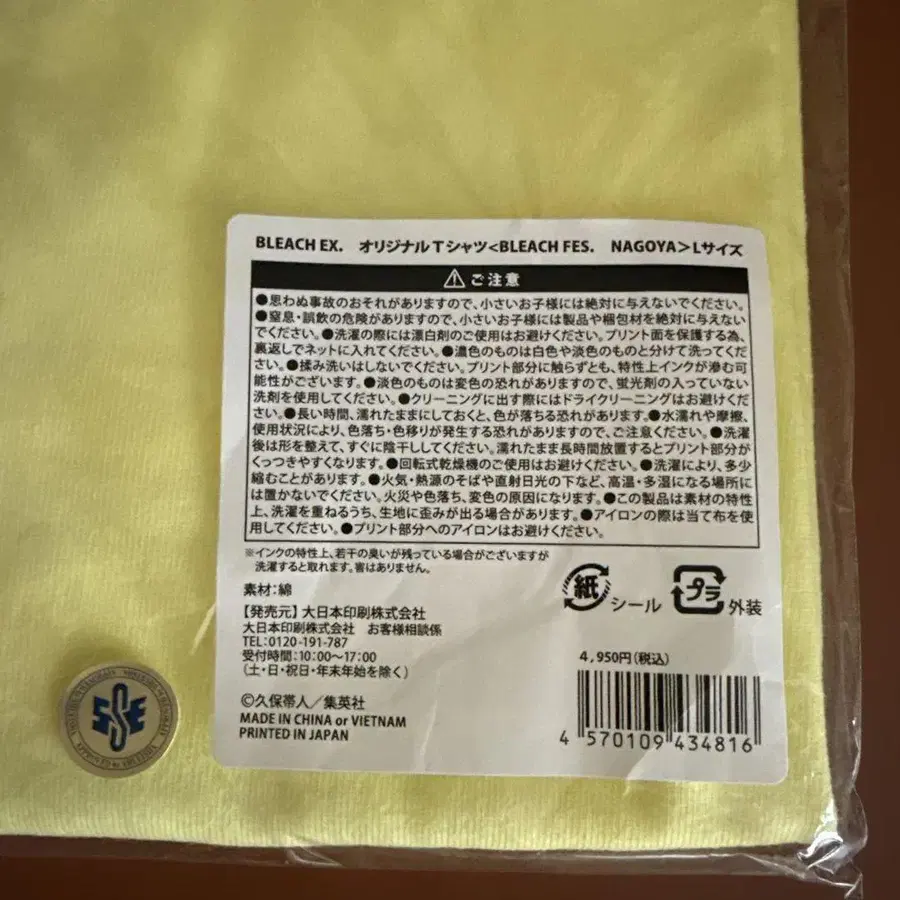 BLEACH EX. オリジナルTシャツ<BLEACH FES. NAGOYA>Lサイズ
ご注意
●思わぬ事故のおそれがありますので、小さいお子様には絶対に与えないでください。
●窒息・誤飲の危険がありますので、小さいお子様には製品や梱包材を絶対に与えない
でください。●洗濯の際には漂白剤のご使用はお避けください。プリント面を保護する為、
裏返しでネットに入れてください。●濃色のものは白色や淡色のものと分けて洗ってくだ
さい。●揉み洗いはしないでください。プリント部分に触らずとも、特性上インクが滲む可
能性がございます。●淡色のものは変色の恐れがありますので、蛍光剤の入っていない
洗剤を使用してください。●クリーニングに出す際にはドライクリーニングはお避けくださ
い。●長い時間、濡れたままにしておくと、色が落ちる恐れがあります。●水濡れや摩擦、
使用状況により、色落ち・色移りが発生する恐れがありますので、ご注意ください。●洗濯
後は形を整えて、すぐに陰干ししてください。濡れたまま長時間放置するとプリント部分が
くっつきやすくなります。●回転式乾燥機のご使用はお避けください。●洗濯により、多少
縮むことがあります。●火気・熱源のそばや直射日光の下など、高温・多湿になる場所に
は置かないでください。火災や色落ち、変色の原因になります。●この製品は素材の特性
上、洗濯を重ねるうち、生地に歪みが出る場合があります。●アイロンの際は当て布を使
用してください。●プリント部分へのアイロンはお避けください。
※インクの特性上、若干の臭いが残っている場合がございますが
洗濯すると取れます。害はありません。
素材:綿
【発売元】大日本印刷株式会社
大日本印刷株式会社 お客様相談係
TEL:0120-191-787
受付時間:10:00～17:00
(土・日・祝日・年末年始を除く)
©久保帯人/集英社
MADE IN CHINA or VIETNAM
PRINTED IN JAPAN
紙 シール
プラ 外装
4,950円(税込)
4 570109 434816
SSE